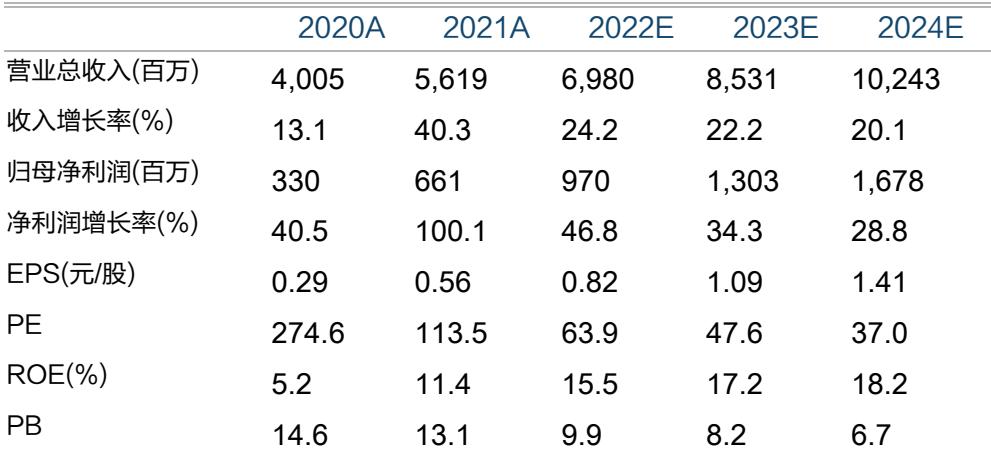 2020A 2021A 2022E 2023E 2024E
营业总收入(百万) 4,005 5,619 6,980 8,531 10,243
收入增长率(%) 13.1 40.3 24.2 22.2 20.1
归母净利润(百万) 330 661 970 1,303 1,678
净利润增长率(%) 40.5 100.1 46.8 34.3 28.8
EPS(元/股) 0.29 0.56 0.82 1.09 1.41
PE 274.6 113.5 63.9 47.6 37.0
ROE(%) 5.2 11.4 15.5 17.2 18.2
PB 14.6 13.1 9.9 8.2 6.7